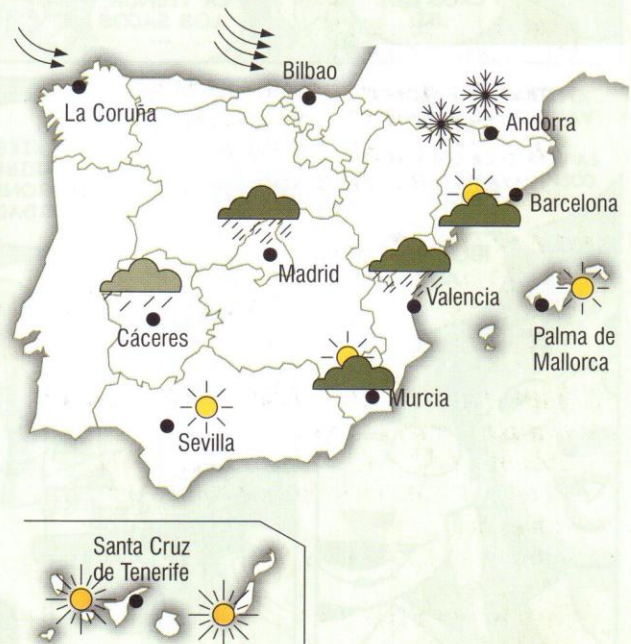 Bilbao
La Coruña
Andorra
Barcelona
Madrid
Valencia
Cáceres
Palma de
Mallorca
Murcia
Sevilla
Santa Cruz
de Tenerife